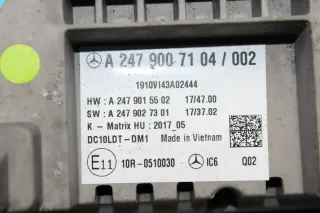 A 247 900 71 04 / 002
1910VI43A02444
HW: A 247 901 55 02 17/47.00
SW: A 247 902 73 01 17/37.02
K - Matrix HU : 2017_05
DC10LDT-DM1 Made in Vietnam
E11 10R-0510030 IC6 Q02